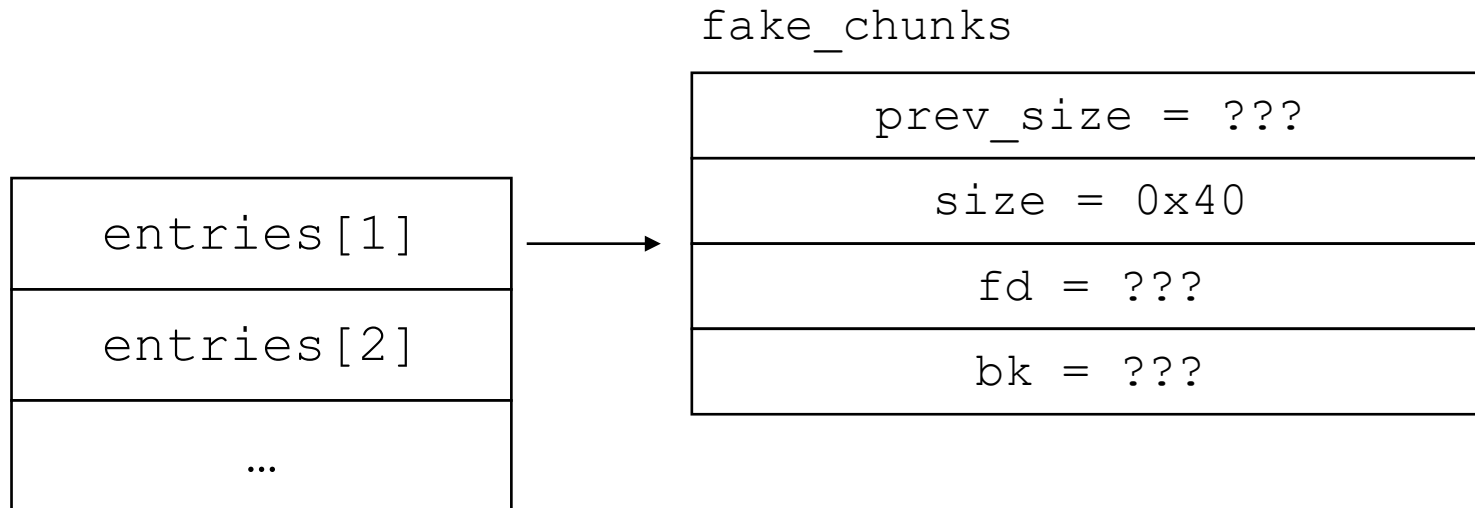 fake_chunks
prev_size = ???
size = 0x40
fd = ???
bk = ???
entries[1]
entries[2]
…